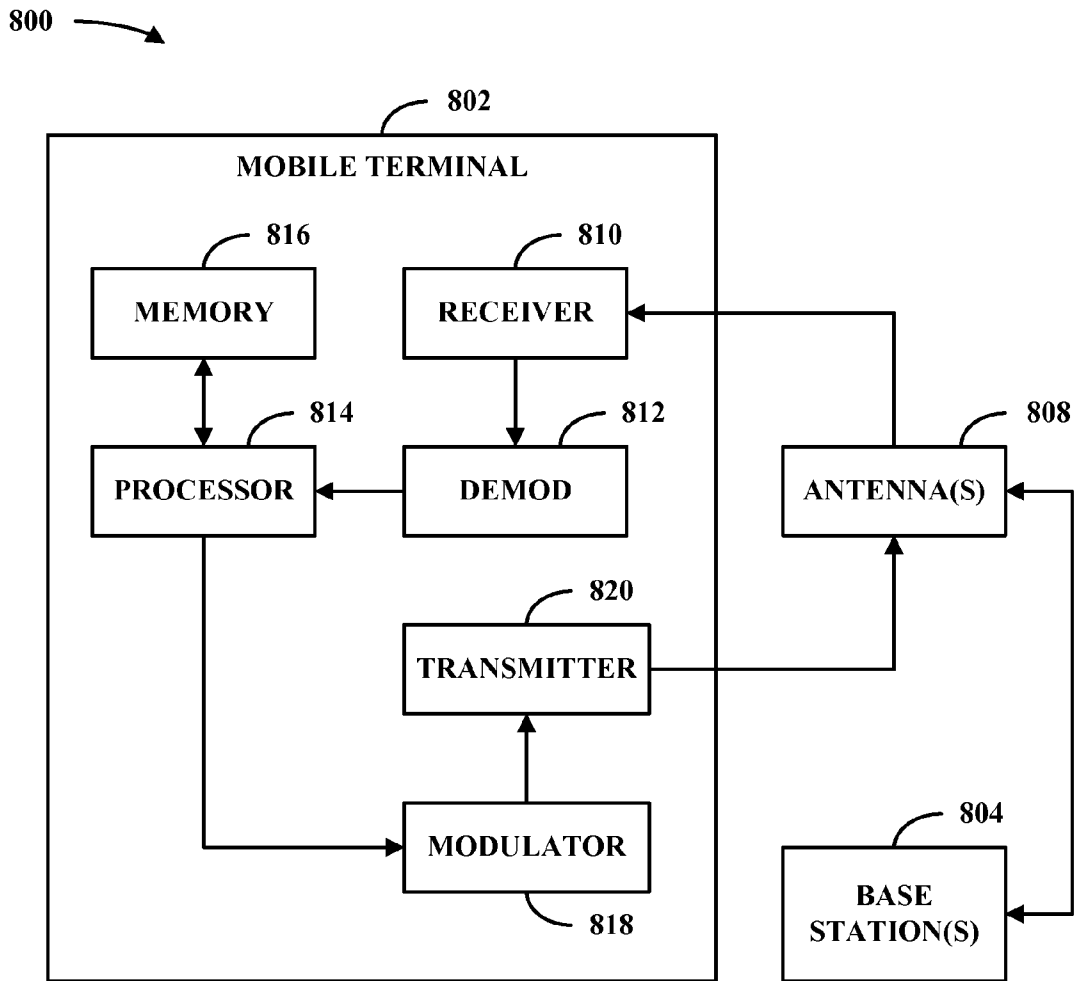 800
802
MOBILE TERMINAL
816
810
MEMORY
RECEIVER
814
812
808
PROCESSOR
DEMOD
ANTENNA(S)
820
TRANSMITTER
804
MODULATOR
BASE
STATION(S)
818